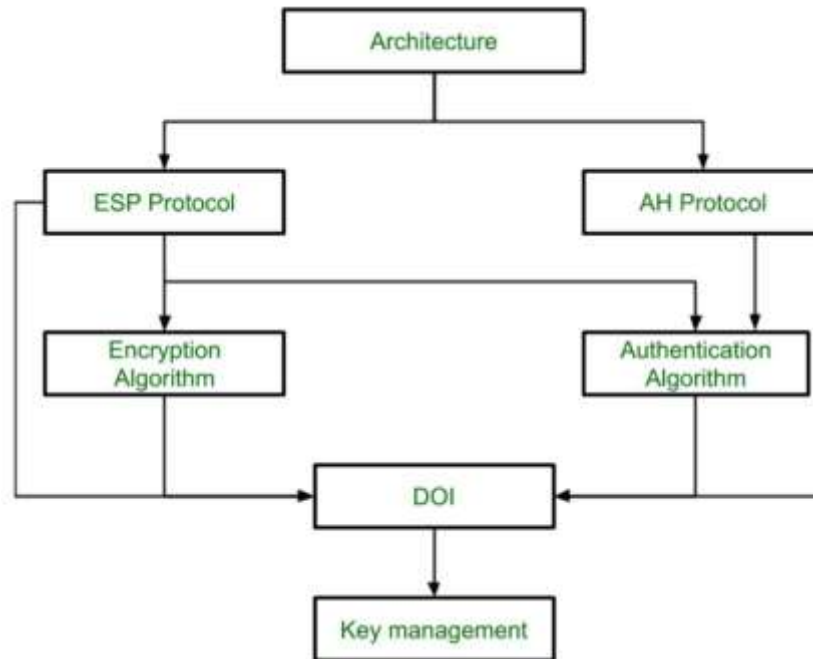 Architecture
ESP Protocol
AH Protocol
Encryption
Algorithm
Authentication
Algorithm
DOI
Key management